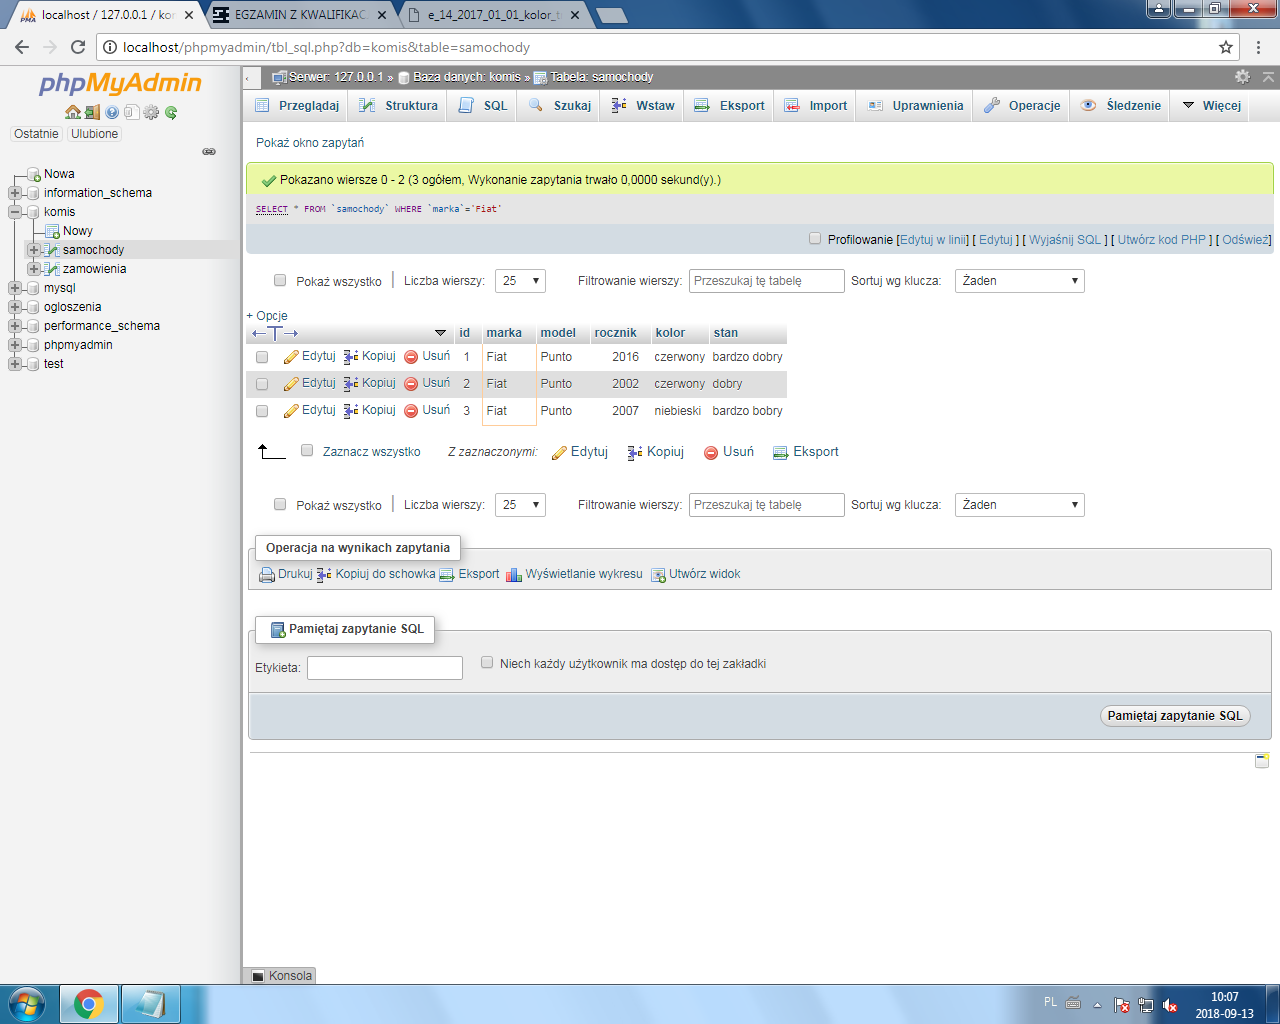 localhost / 127.0.0.1 / kor
EGZAMIN Z KWALIFIKAC
e_14_2017_01_01_kolor_t
localhost/phpmyadmin/tbl_sql.php?db=komis&table=samochody
phpMyAdmin
Ostatnie Ulubione
Nowa
information_schema
komis
Nowy
samochody
zamowienia
mysql
ogloszenia
performance_schema
phpmyadmin
test
Serwer: 127.0.0.1 » Baza danych: komis » Tabela: samochody
Przeglądaj Struktura SQL Szukaj Wstaw Eksport Import Uprawnienia Operacje Śledzenie Więcej
Pokaż okno zapytań
Pokazano wiersze 0 - 2 (3 ogółem, Wykonanie zapytania trwało 0,0000 sekund(y).)
SELECT * FROM `samochody` WHERE `marka`='Fiat'
Profilowanie [Edytuj w linii] [ Edytuj ] [ Wyjaśnij SQL ] [ Utwórz kod PHP ] [ Odśwież]
Pokaż wszystko | Liczba wierszy: 25 Filtrowanie wierszy: Przeszukaj tę tabelę Sortuj wg klucza: Żaden
+ Opcje
id marka model rocznik kolor stan
Edytuj Kopiuj Usuń 1 Fiat Punto 2016 czerwony bardzo dobry
Edytuj Kopiuj Usuń 2 Fiat Punto 2002 czerwony dobry
Edytuj Kopiuj Usuń 3 Fiat Punto 2007 niebieski bardzo bobry
Zaznacz wszystko Z zaznaczonymi: Edytuj Kopiuj Usuń Eksport
Pokaż wszystko | Liczba wierszy: 25 Filtrowanie wierszy: Przeszukaj tę tabelę Sortuj wg klucza: Żaden
Operacja na wynikach zapytania
Drukuj Kopiuj do schowka Eksport Wyświetlanie wykresu Utwórz widok
Pamiętaj zapytanie SQL
Etykieta: Niech każdy użytkownik ma dostęp do tej zakładki
Pamiętaj zapytanie SQL
Konsola
PL
10:07
2018-09-13